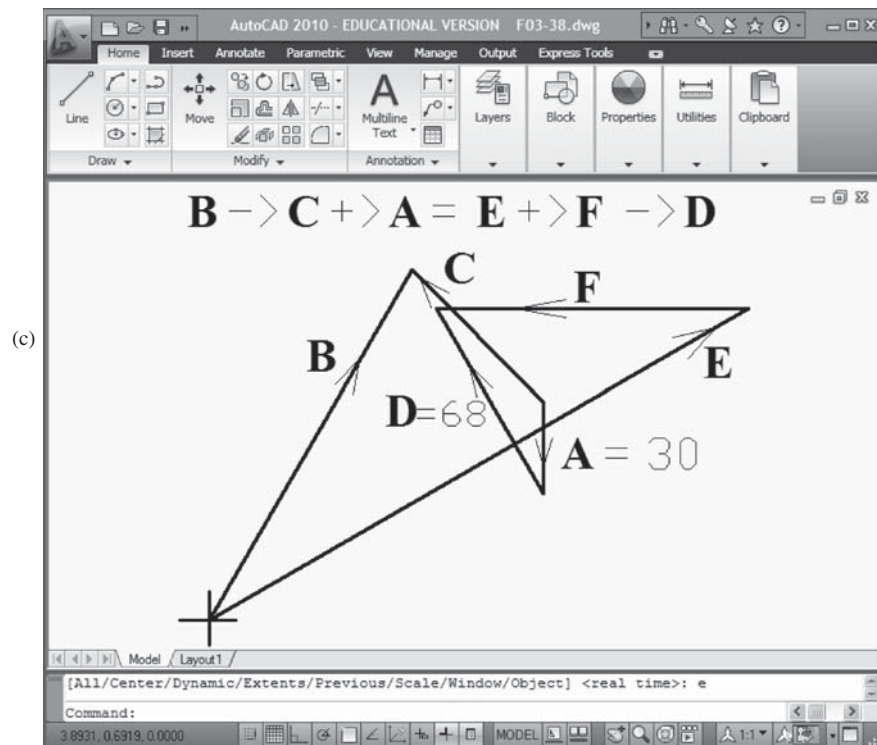 AutoCAD 2010 - EDUCATIONAL VERSION F03-38.dwg
Home Insert Annotate Parametric View Manage Output Express Tools
Line Move A Multiline Text Layers Block Properties Utilities Clipboard
Draw Modify Annotation
B -> C +> A = E +> F -> D
C
F
(c)
B
E
D=68
A = 30
Model Layout1
[All/Center/Dynamic/Extents/Previous/Scale/Window/Object] <real time>: e
Command:
3.8931, 0.6919, 0.0000 MODEL 1:1